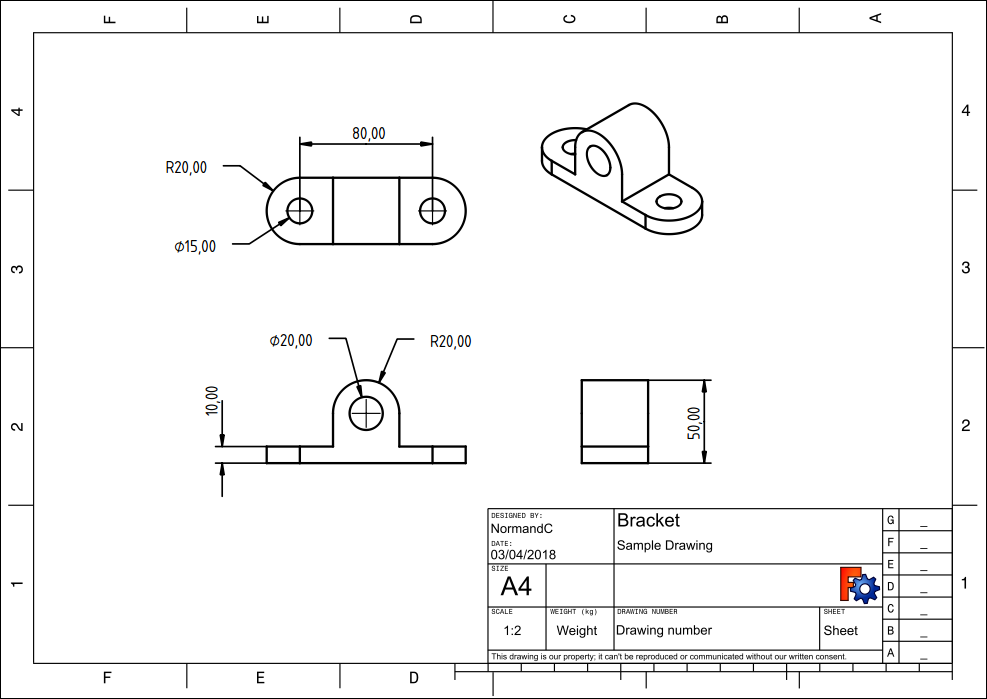 F E D C B A
4 4
80,00
R20,00
Φ15,00
3 3
Φ20,00 R20,00
10,00
50,00
2 2
DESIGNED BY:
NormandC
DATE:
03/04/2018
Bracket
Sample Drawing
G _
F _
E _
D _
C _
B _
A _
SIZE
A4
SCALE
1:2
WEIGHT (kg)
Weight
DRAWING NUMBER
Drawing number
SHEET
Sheet
This drawing is our property; it can't be reproduced or communicated without our written consent.
1 1
F E D